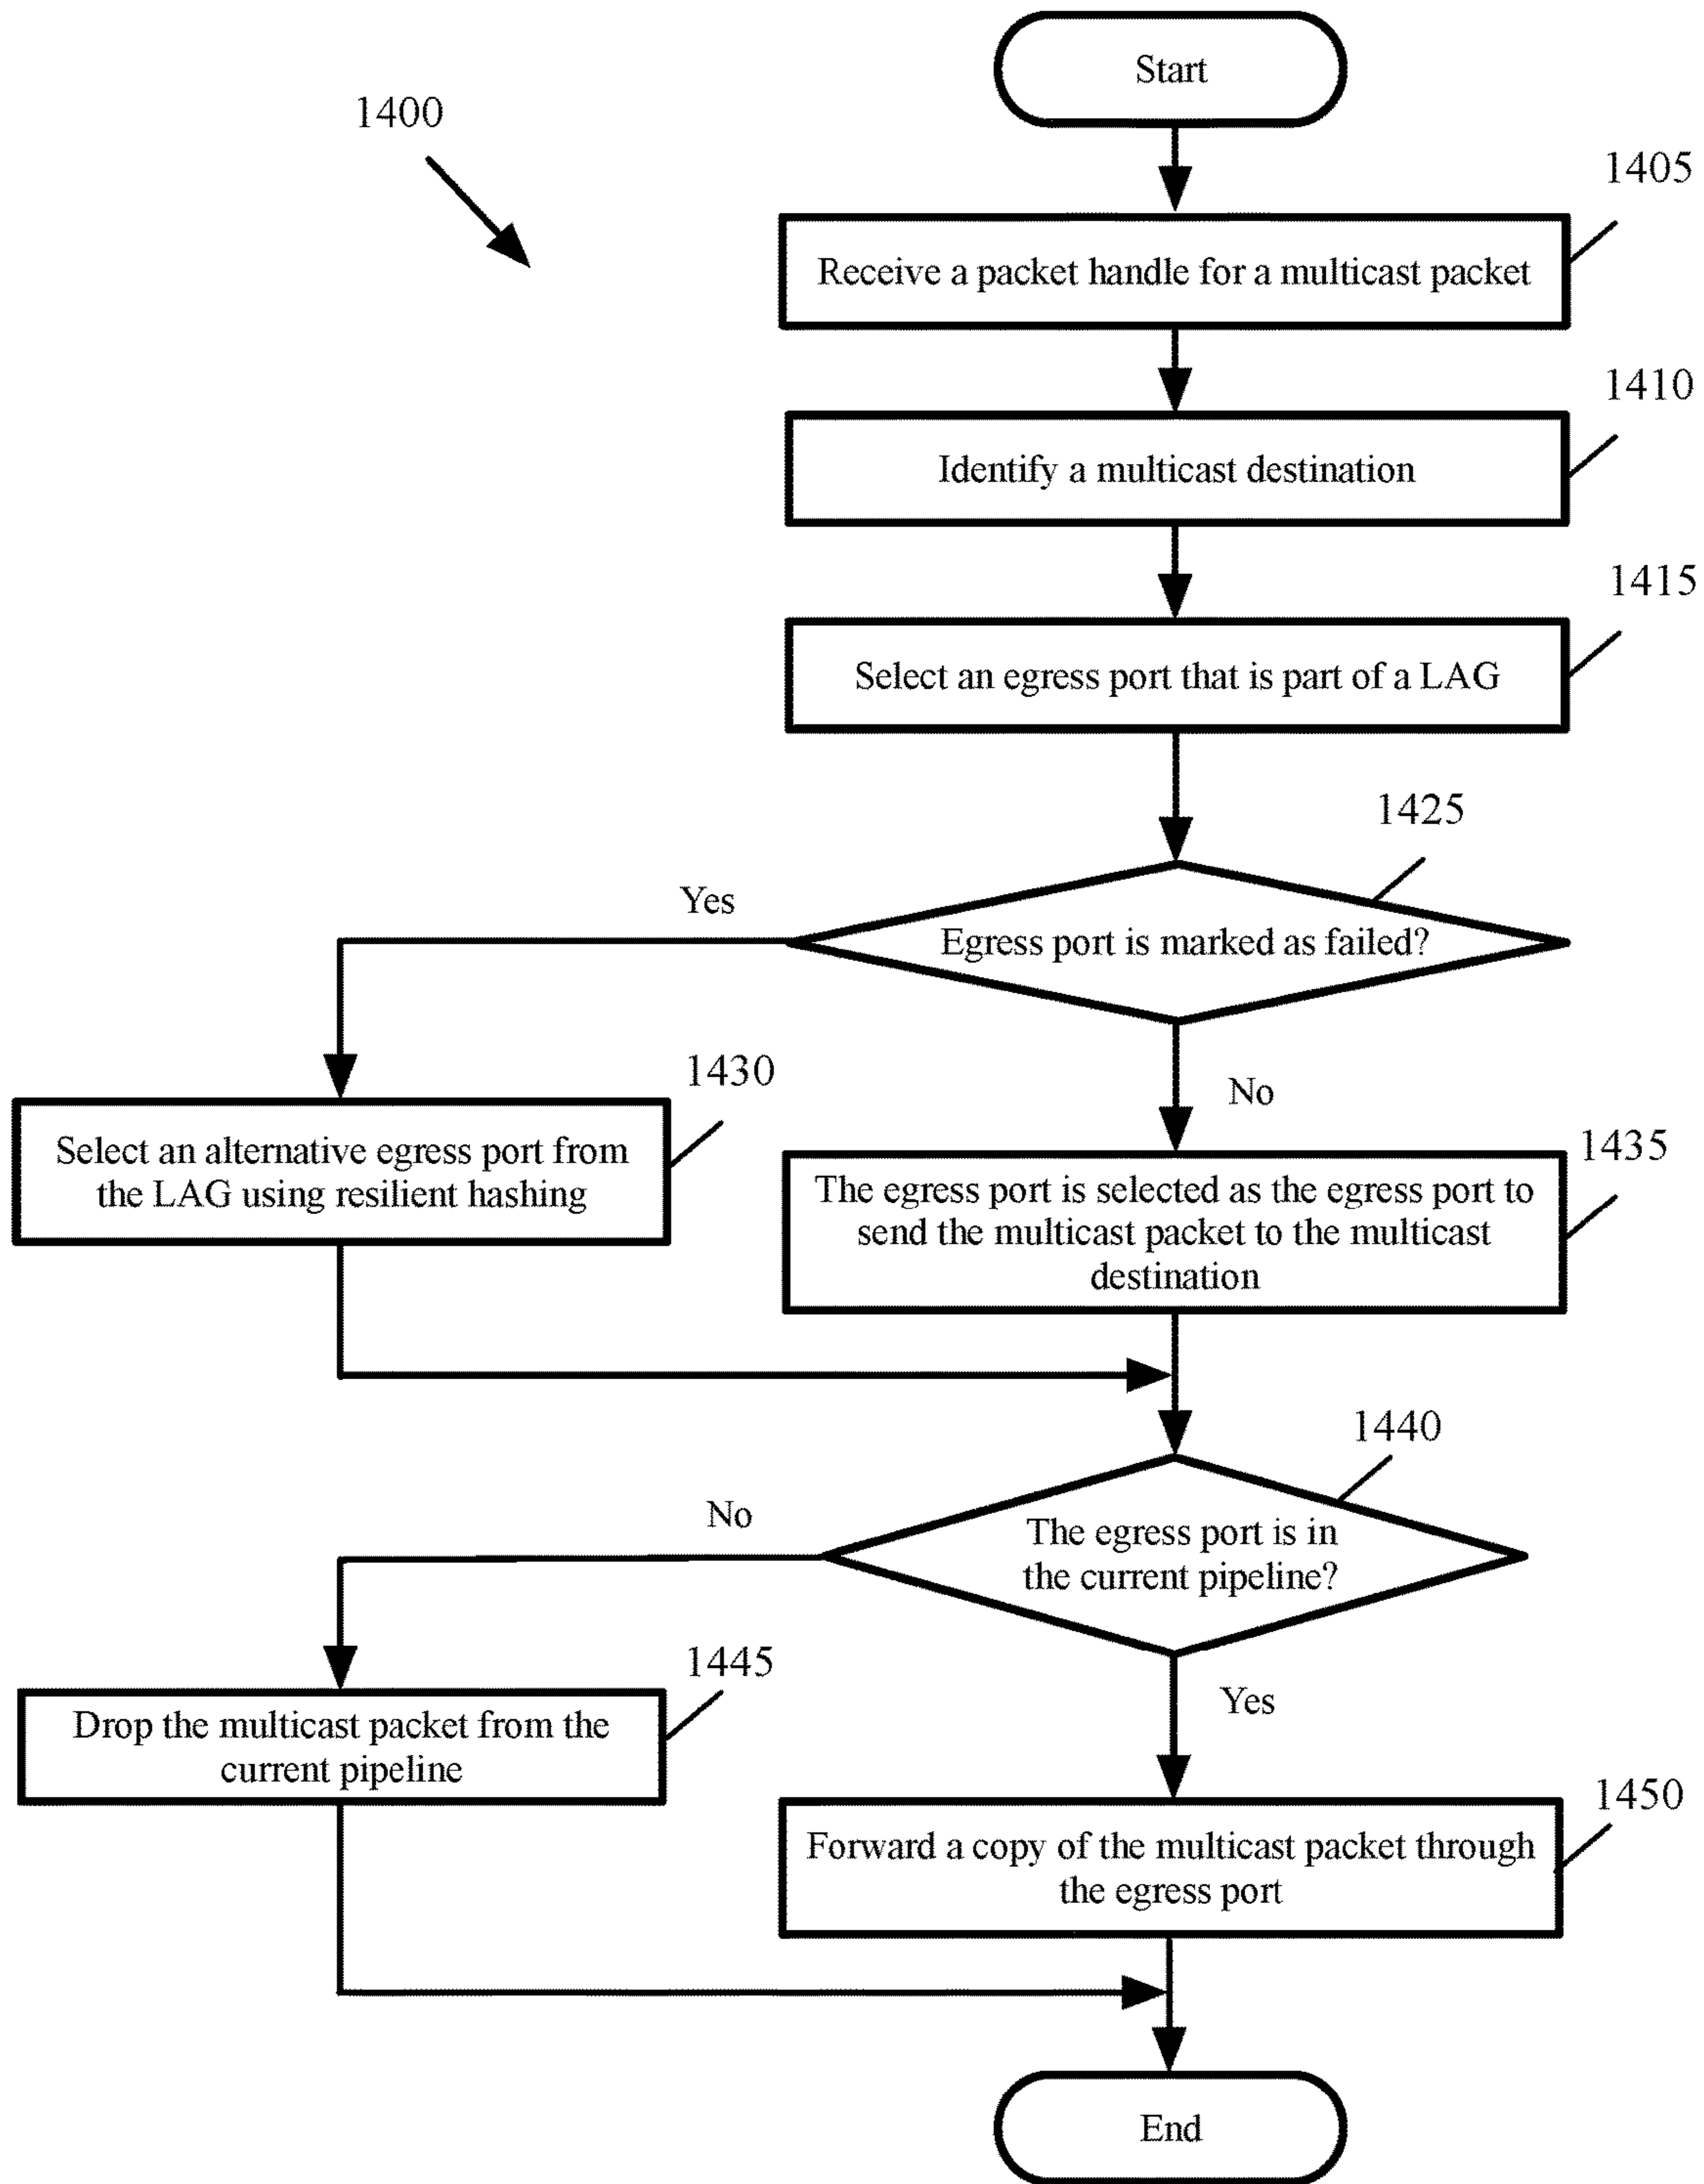 Start
1400
1405
Receive a packet handle for a multicast packet
1410
Identify a multicast destination
1415
Select an egress port that is part of a LAG
1425
Yes
Egress port is marked as failed?
1430
No
Select an alternative egress port from
the LAG using resilient hashing
1435
The egress port is selected as the egress port to
send the multicast packet to the multicast
destination
1440
No
The egress port is in
the current pipeline?
1445
Yes
Drop the multicast packet from the
current pipeline
1450
Forward a copy of the multicast packet through
the egress port
End